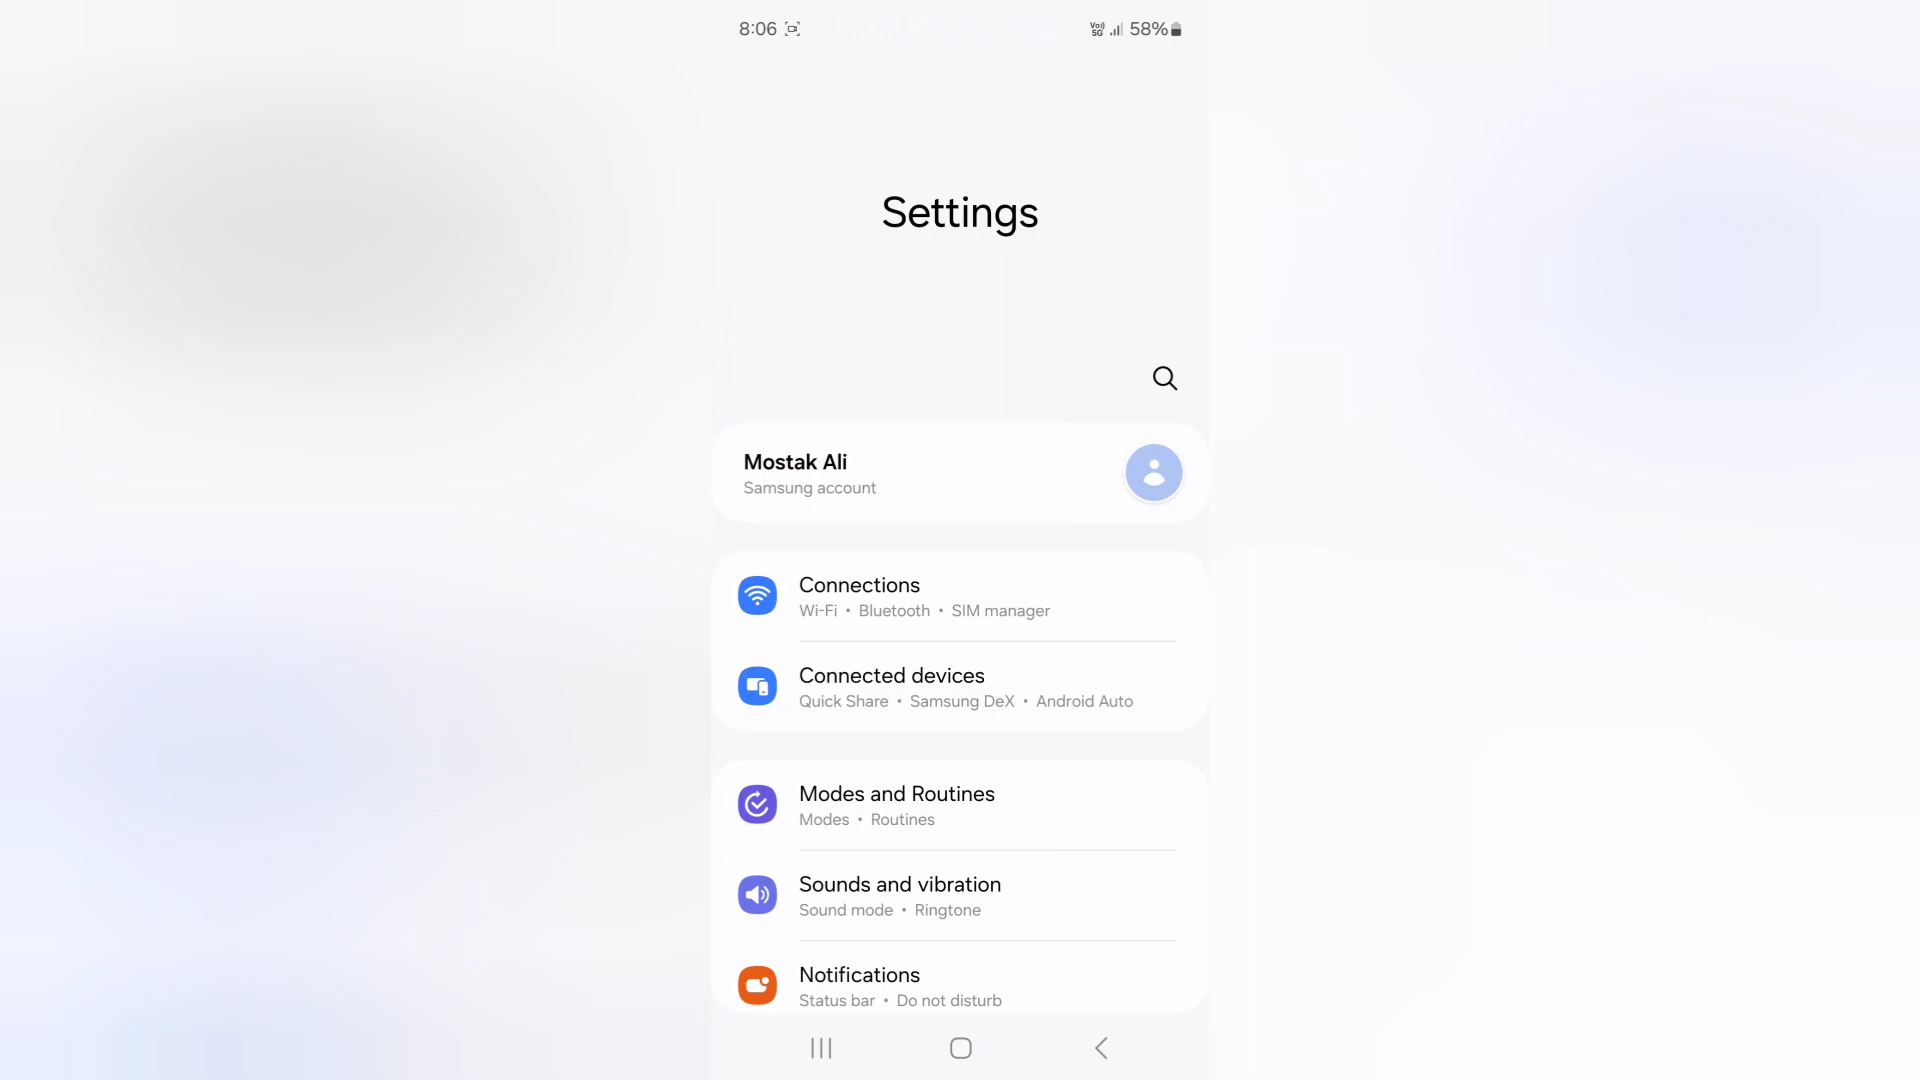 8:06
Vo)) 5G 58%
Settings
Mostak Ali
Samsung account
Connections
Wi-Fi • Bluetooth • SIM manager
Connected devices
Quick Share • Samsung DeX • Android Auto
Modes and Routines
Modes • Routines
Sounds and vibration
Sound mode • Ringtone
Notifications
Status bar • Do not disturb